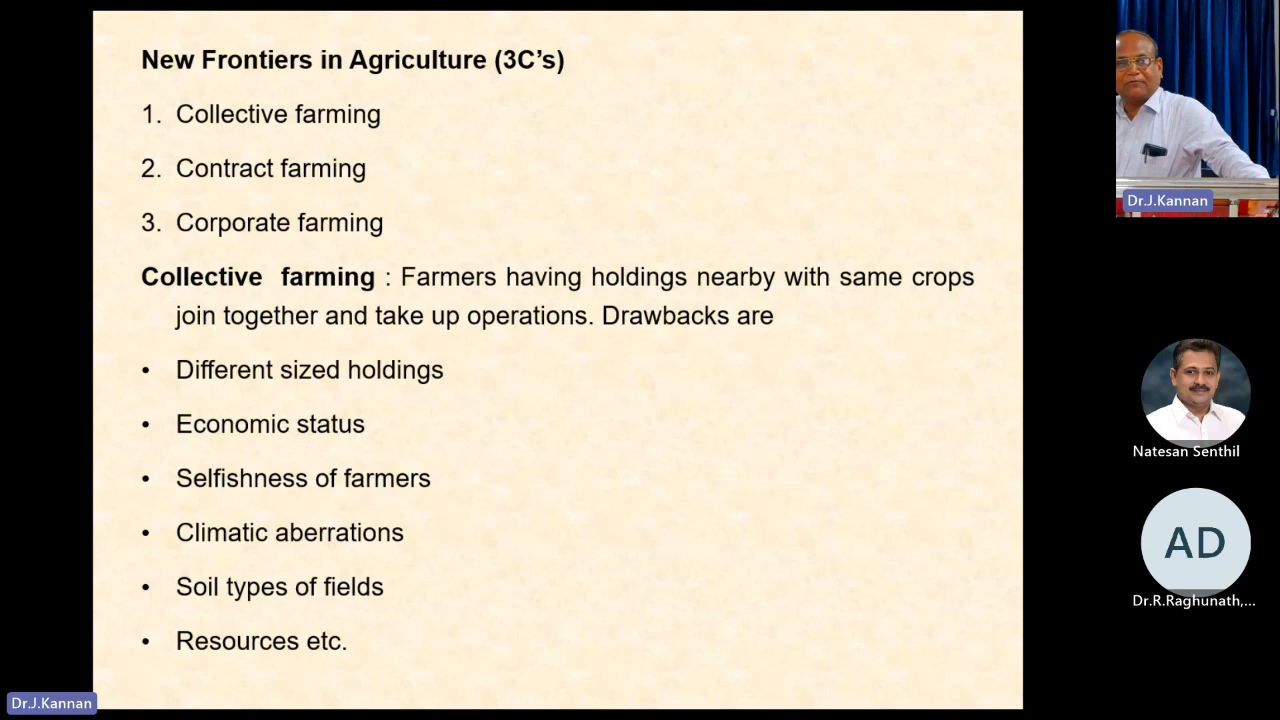 New Frontiers in Agriculture (3C's)
1. Collective farming
2. Contract farming
3. Corporate farming
Collective farming : Farmers having holdings nearby with same crops
join together and take up operations. Drawbacks are
• Different sized holdings
• Economic status
• Selfishness of farmers
• Climatic aberrations
• Soil types of fields
• Resources etc.
Dr.J.Kannan
Natesan Senthil
AD
Dr.R.Raghunath,...
Dr.J.Kannan